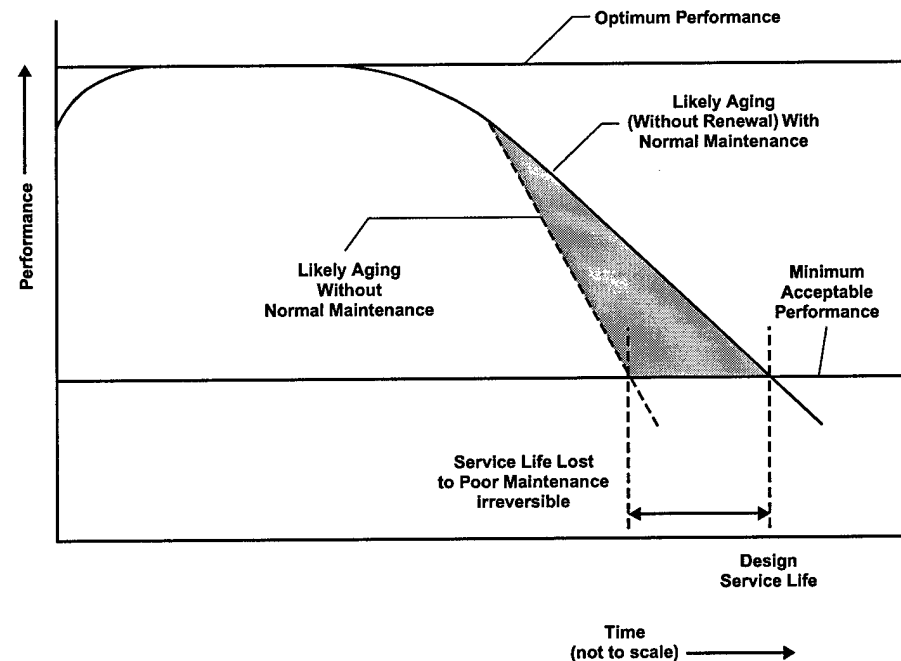 Optimum Performance
Likely Aging
(Without Renewal) With
Normal Maintenance
Performance
Likely Aging
Without
Normal Maintenance
Minimum
Acceptable
Performance
Service Life Lost
to Poor Maintenance
irreversible
Design
Service Life
Time
(not to scale)